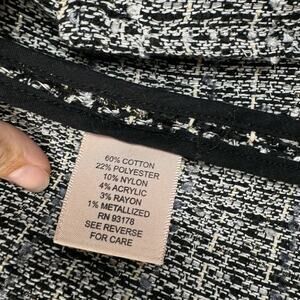 60% COTTON
22% POLYESTER
10% NYLON
4% ACRYLIC
3% RAYON
1% METALLIZED
RN 93178
SEE REVERSE
FOR CARE